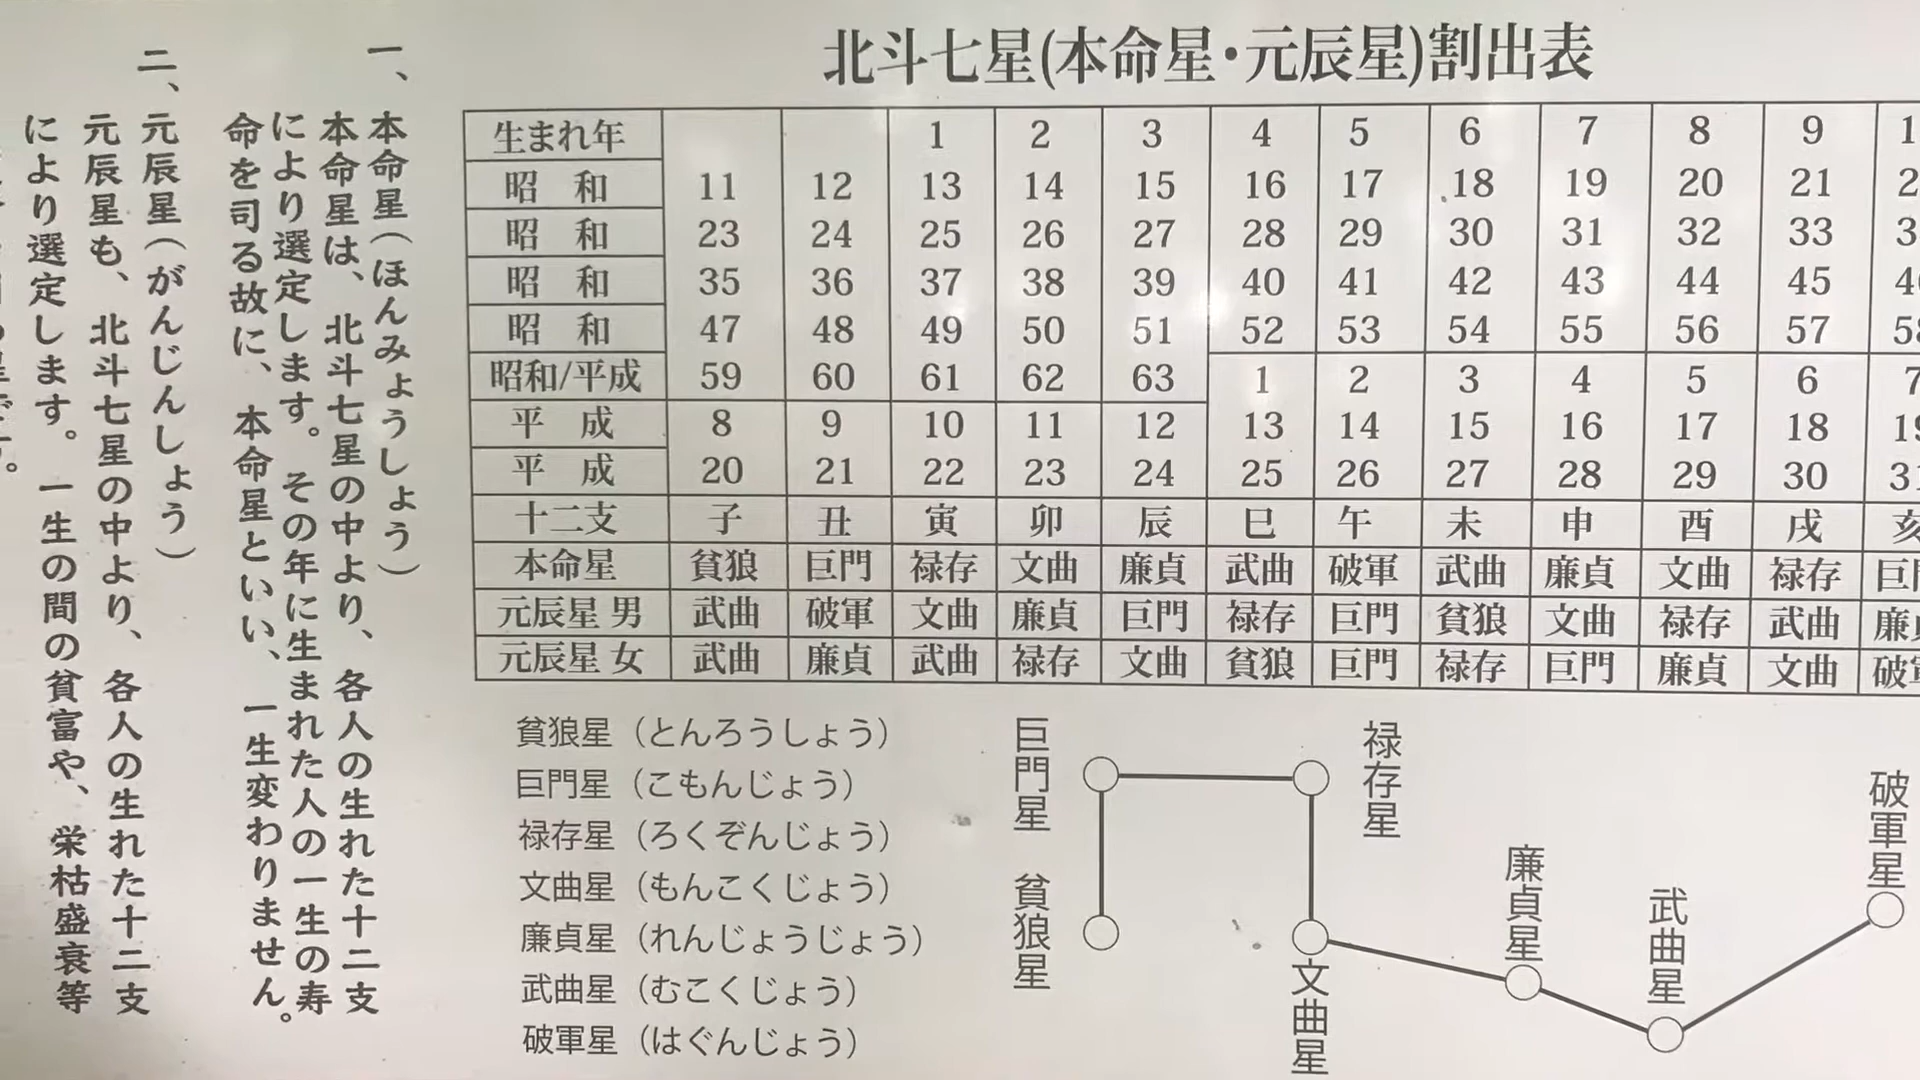 北斗七星(本命星・元辰星)割出表
一、本命星(ほんみょうしょう)
本命星は、北斗七星の中より、各人の生れた十二支
により選定します。その年に生まれた人の一生の寿
命を司る故に、本命星といい、一生変わりません。
二、元辰星(がんじんしょう)
元辰星も、北斗七星の中より、各人の生れた十二支
により選定します。一生の間の貧富や、栄枯盛衰等
生まれ年 1 2 3 4 5 6 7 8 9
昭 和 11 12 13 14 15 16 17 18 19 20 21
昭 和 23 24 25 26 27 28 29 30 31 32 33
昭 和 35 36 37 38 39 40 41 42 43 44 45
昭 和 47 48 49 50 51 52 53 54 55 56 57
昭和/平成 59 60 61 62 63 1 2 3 4 5 6 7
平 成 8 9 10 11 12 13 14 15 16 17 18 19
平 成 20 21 22 23 24 25 26 27 28 29 30 31
十二支 子 丑 寅 卯 辰 巳 午 未 申 酉 戌 亥
本命星 貧狼 巨門 禄存 文曲 廉貞 武曲 破軍 武曲 廉貞 文曲 禄存 巨門
元辰星 男 武曲 破軍 文曲 廉貞 巨門 禄存 巨門 貧狼 文曲 禄存 武曲 廉貞
元辰星 女 武曲 廉貞 武曲 禄存 文曲 貧狼 巨門 禄存 巨門 廉貞 文曲 破軍
貧狼星(とんろうしょう)
巨門星(こもんじょう)
禄存星(ろくぞんじょう)
文曲星(もんこくじょう)
廉貞星(れんじょうじょう)
武曲星(むこくじょう)
破軍星(はぐんじょう)
巨門星
貧狼星
禄存星
文曲星
廉貞星
武曲星
破軍星